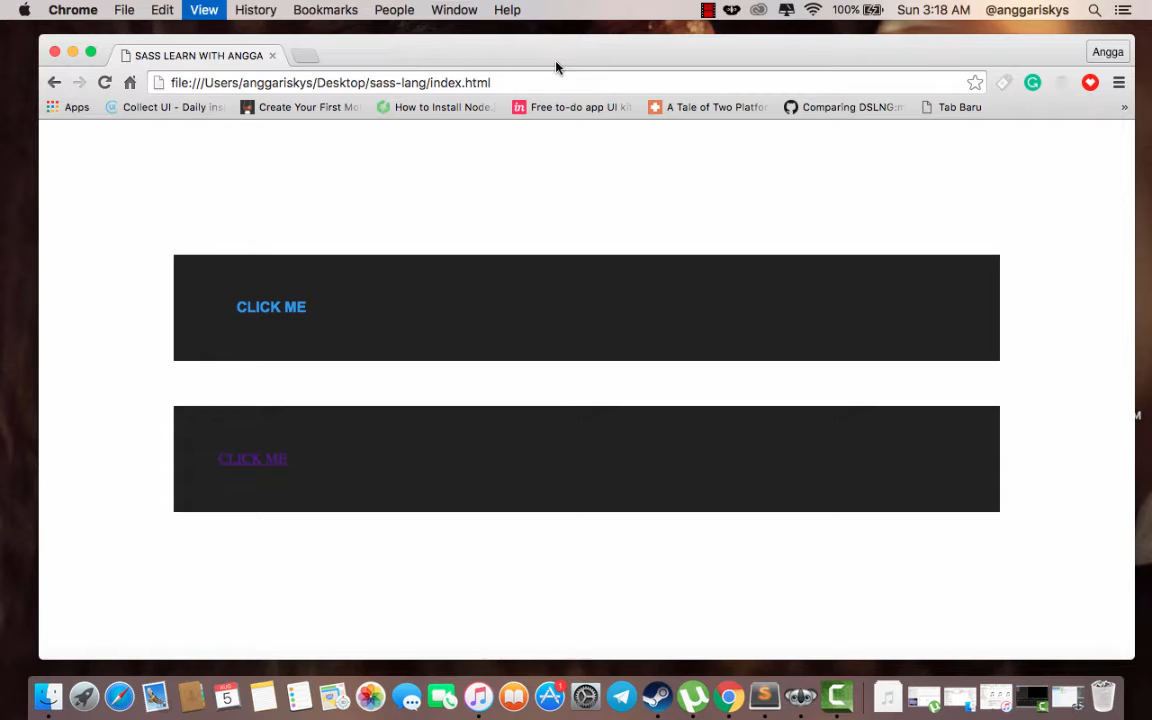 Chrome File Edit View History Bookmarks People Window Help 100% Sun 3:18 AM @anggariskys
SASS LEARN WITH ANGGA Angga
file:///Users/anggariskys/Desktop/sass-lang/index.html
Apps Collect UI - Daily ins Create Your First Mo How to Install Node. Free to-do app UI kit A Tale of Two Platfor Comparing DSLNG:m Tab Baru »
CLICK ME
CLICK ME
5
1